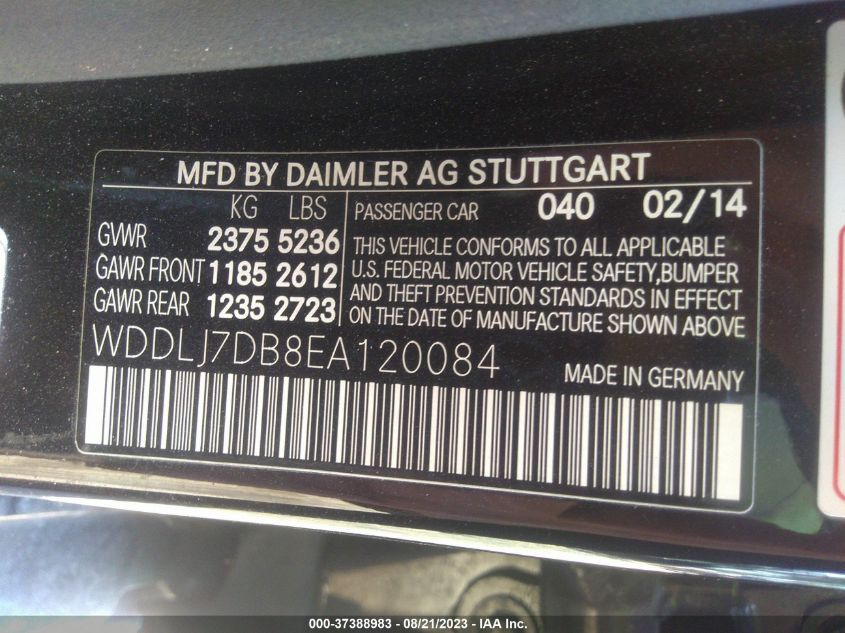 MFD BY DAIMLER AG STUTTGART
KG LBS
GVWR 2375 5236
GAWR FRONT 1185 2612
GAWR REAR 1235 2723
PASSENGER CAR 040 02/14
THIS VEHICLE CONFORMS TO ALL APPLICABLE
U.S. FEDERAL MOTOR VEHICLE SAFETY,BUMPER
AND THEFT PREVENTION STANDARDS IN EFFECT
ON THE DATE OF MANUFACTURE SHOWN ABOVE
WDDLJ7DB8EA120084
MADE IN GERMANY
000-37388983 / 08/21/2023 - IAA Inc.